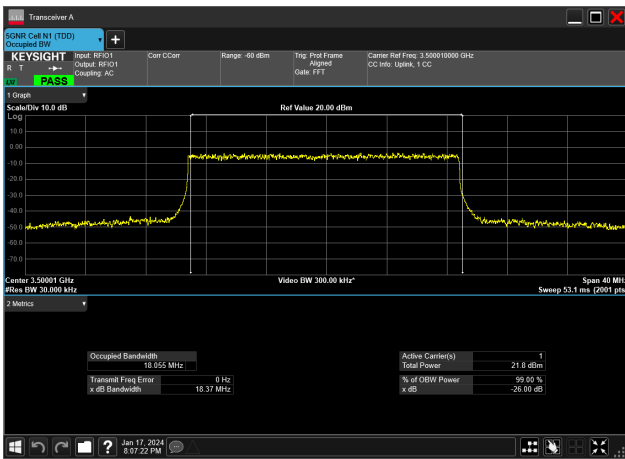 Transceiver A
5GNR Cell N1 (TDD)
Occupied BW
KEYSIGHT
R T
PASS
Input: RFIO1
Output: RFIO1
Coupling: AC
Corr CCorr
Range: -60 dBm
Trig: Prot Frame
Aligned
Gate: FFT
Carrier Ref Freq: 3.500010000 GHz
CC Info: Uplink, 1 CC
1 Graph
Scale/Div 10.0 dB
Ref Value 20.00 dBm
Log
10.0
0.00
-10.0
-20.0
-30.0
-40.0
-50.0
-60.0
-70.0
Center 3.50001 GHz
Video BW 300.00 kHz*
Span 40 MHz
#Res BW 30.000 kHz
Sweep 53.1 ms (2001 pts
2 Metrics
Occupied Bandwidth
18.055 MHz
Transmit Freq Error 0 Hz
x dB Bandwidth 18.37 MHz
Active Carrier(s) 1
Total Power 21.8 dBm
% of OBW Power 99.00 %
x dB -26.00 dB
Jan 17, 2024
8:07:22 PM